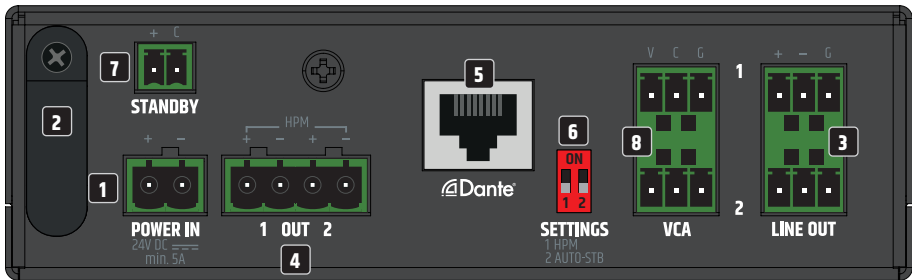 + C
7
STANDBY
2
HPM
+ − + −
+ −
1
POWER IN
24V DC
min. 5A
1 OUT 2
4
5
Dante
6
ON
1 2
SETTINGS
1 HPM
2 AUTO-STB
V C G
1
8
2
VCA
+ − G
3
LINE OUT